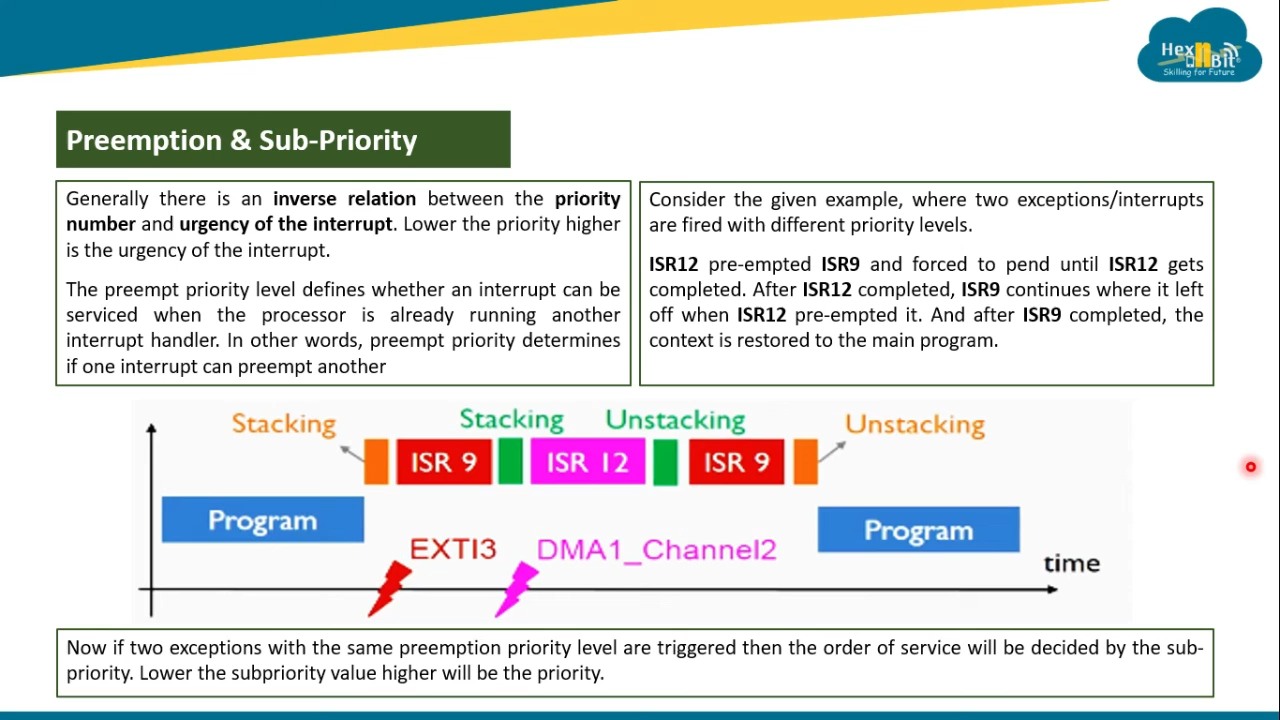 Hex n Bit
Skilling for Future
Preemption & Sub-Priority
Generally there is an inverse relation between the priority
number and urgency of the interrupt. Lower the priority higher
is the urgency of the interrupt.
The preempt priority level defines whether an interrupt can be
serviced when the processor is already running another
interrupt handler. In other words, preempt priority determines
if one interrupt can preempt another
Consider the given example, where two exceptions/interrupts
are fired with different priority levels.
ISR12 pre-empted ISR9 and forced to pend until ISR12 gets
completed. After ISR12 completed, ISR9 continues where it left
off when ISR12 pre-empted it. And after ISR9 completed, the
context is restored to the main program.
Stacking
Stacking
Unstacking
Unstacking
ISR 9
ISR 12
ISR 9
Program
Program
EXTI3
DMA1_Channel2
time
Now if two exceptions with the same preemption priority level are triggered then the order of service will be decided by the sub-
priority. Lower the subpriority value higher will be the priority.